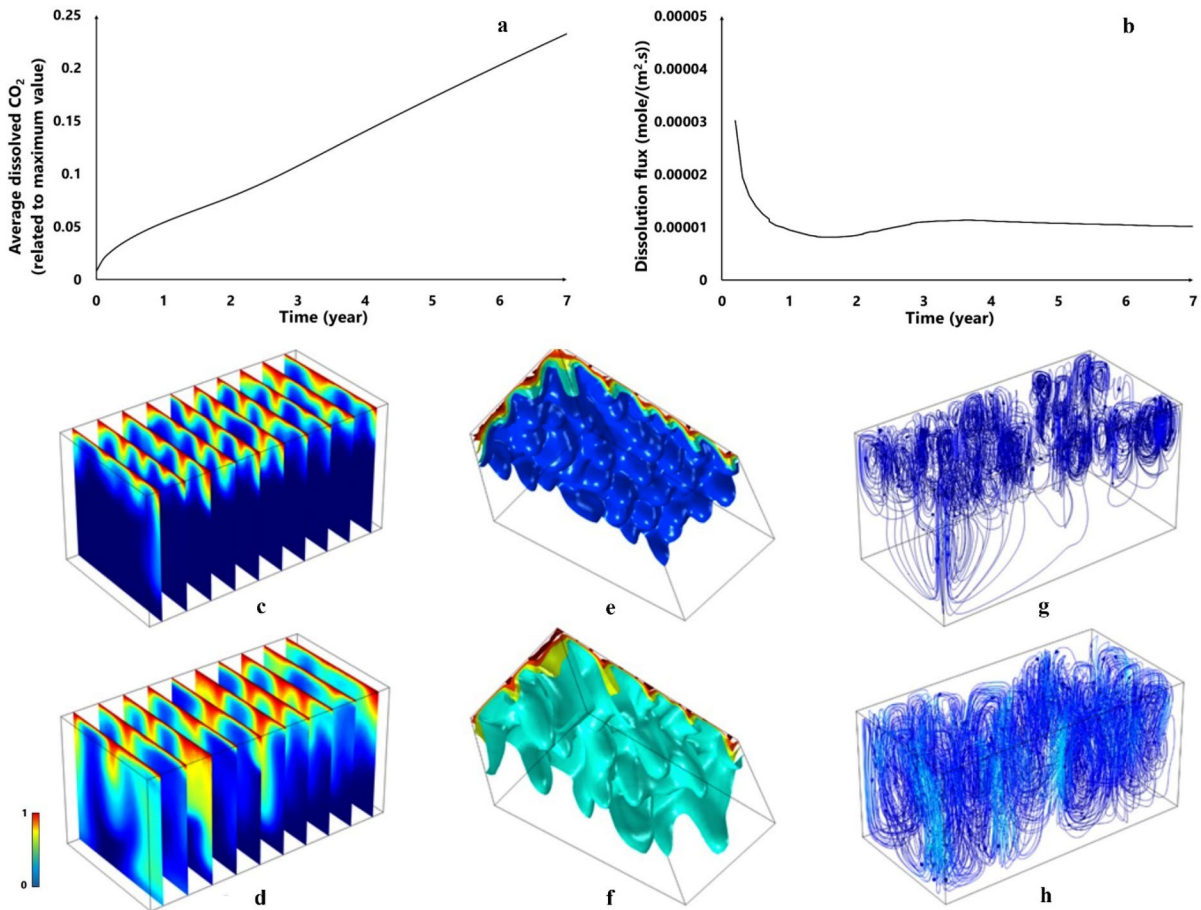 0.25
0.2
0.15
0.1
0.05
0
Average dissolved CO₂
(related to maximum value)
a
0 1 2 3 4 5 6 7
Time (year)
0.00005
0.00004
0.00003
0.00002
0.00001
0
Dissolution flux (mole/(m².s))
b
0 1 2 3 4 5 6 7
Time (year)
c
e
g
1
0
d
f
h